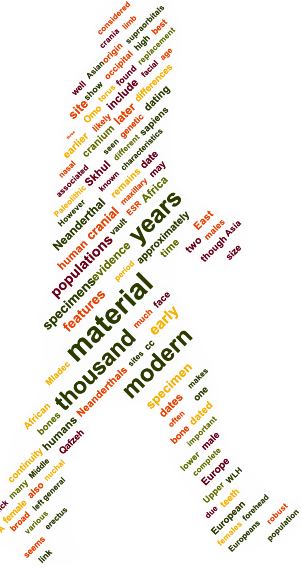 considered
crania limb
supraorbitals
Asian origin occipital high best
well show torus found replacement
site Omo include facial age
earlier likely later differences
cranium genetic dating
nasal seen different sapiens
associated Skhul known characteristics
Paleolithic remains date
However maxillary may
Neanderthal vault ESR Africa
human cranial years
populations approximately East
specimens evidence time two males
features period though Asia
material size
thousand much face early
Mladec modern
African Neanderthals sites cc
bones specimen makes
continuity humans dates one
Qafzeh often dated
many Middle bone important
female also muchal lower male
broad left general complete
various erectus Europe
seems Upper WLH
link due teeth
European forehead
females robust
Europeans population